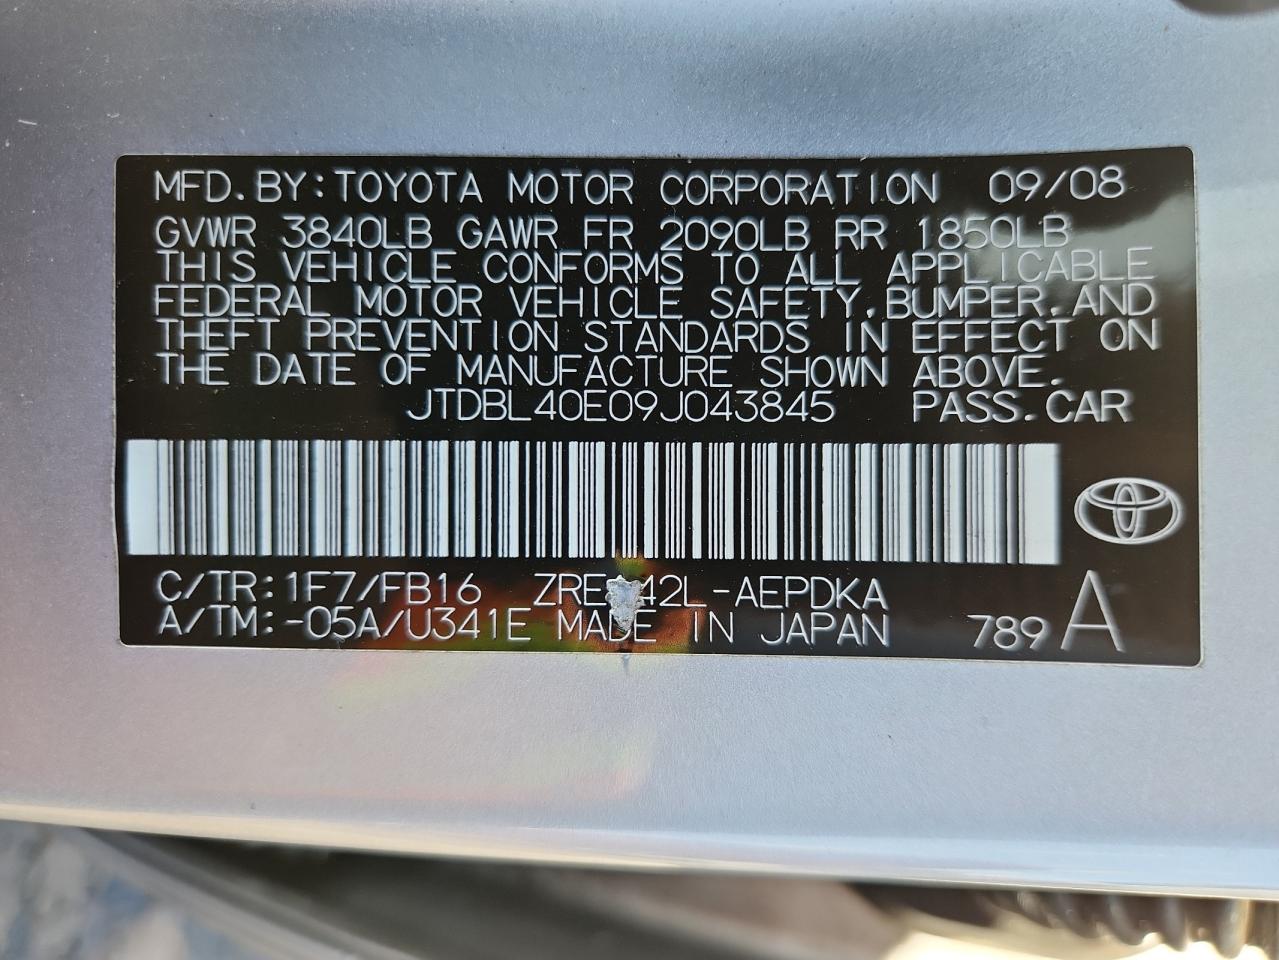 MFD.BY:TOYOTA MOTOR CORPORATION 09/08
GVWR 3840LB GAWR FR 2090LB RR 1850LB
THIS VEHICLE CONFORMS TO ALL APPLICABLE
FEDERAL MOTOR VEHICLE SAFETY,BUMPER,AND
THEFT PREVENTION STANDARDS IN EFFECT ON
THE DATE OF MANUFACTURE SHOWN ABOVE.
JTDBL40E09J043845 PASS.CAR
C/TR:1F7/FB16 ZRE 42L-AEPDKA
A/TM:-05A/U341E MADE IN JAPAN 789 A